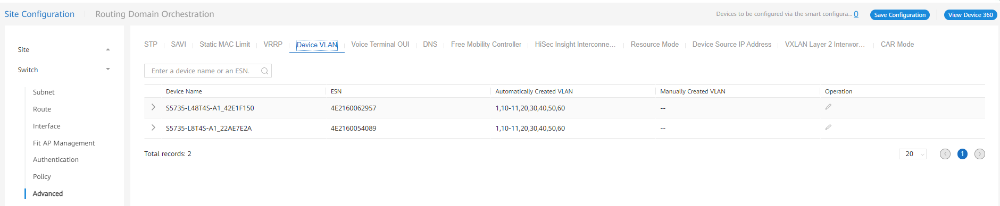 Site Configuration
Routing Domain Orchestration
Devices to be configured via the smart configura... 0
Save Configuration
View Device 360
Site
Switch
Subnet
Route
Interface
Fit AP Management
Authentication
Policy
Advanced
STP SAVI Static MAC Limit VRRP Device VLAN Voice Terminal OUI DNS Free Mobility Controller HiSec Insight Interconne... Resource Mode Device Source IP Address VXLAN Layer 2 Interwor... CAR Mode
Enter a device name or an ESN.
Device Name ESN Automatically Created VLAN Manually Created VLAN Operation
S5735-L48T4S-A1_42E1F150 4E2160062957 1,10-11,20,30,40,50,60 --
S5735-L8T4S-A1_22AE7E2A 4E2160054089 1,10-11,20,30,40,50,60 --
Total records: 2
20
1